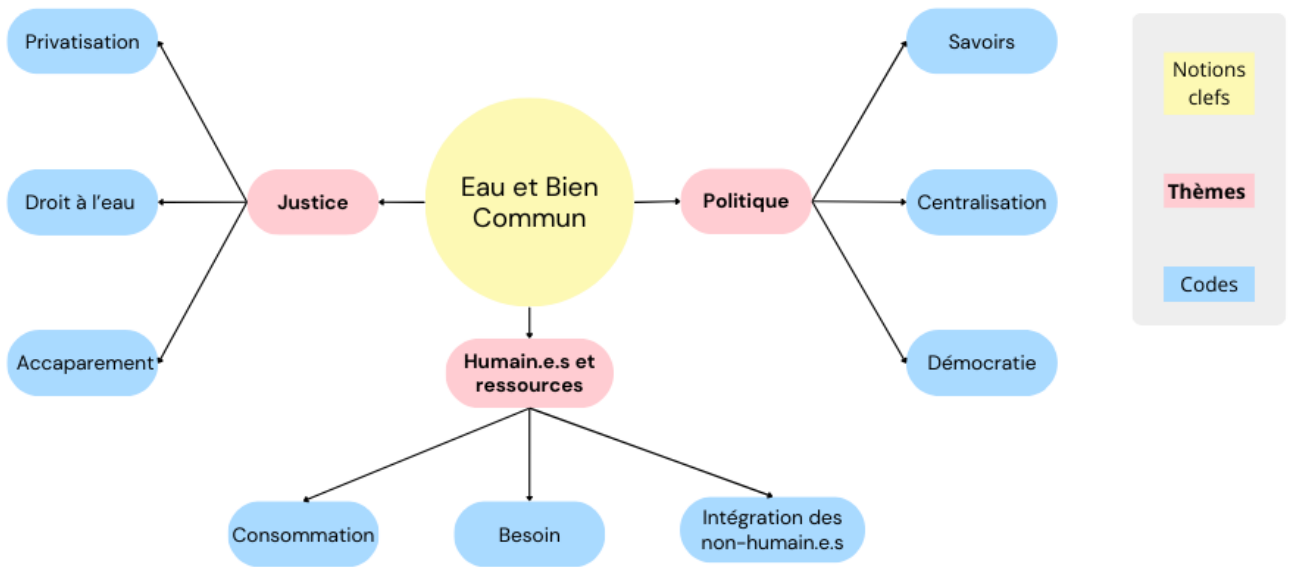 Privatisation
Savoirs
Notions
clefs
Eau et Bien
Commun
Droit à l'eau
Justice
Politique
Centralisation
Thèmes
Codes
Accaparement
Humain.e.s et
ressources
Démocratie
Consommation
Besoin
Intégration des
non-humain.e.s